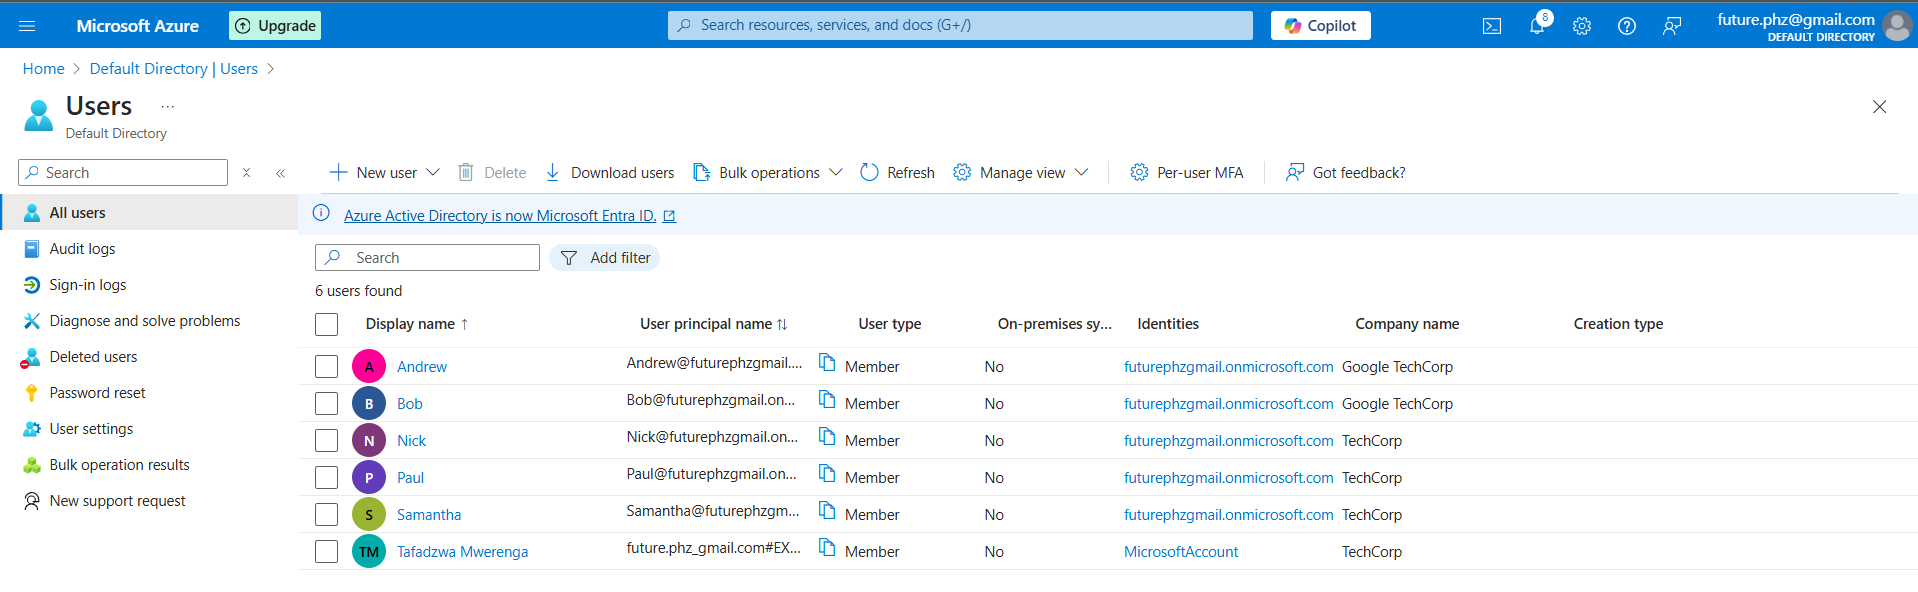 Microsoft Azure Upgrade Search resources, services, and docs (G+/) Copilot 8 future.phz@gmail.com
DEFAULT DIRECTORY
Home > Default Directory | Users >
Users ...
Default Directory
Search
New user Delete Download users Bulk operations Refresh Manage view Per-user MFA Got feedback?
All users
Audit logs
Sign-in logs
Diagnose and solve problems
Deleted users
Password reset
User settings
Bulk operation results
New support request
Azure Active Directory is now Microsoft Entra ID.
Search Add filter
6 users found
Display name ↑ User principal name ↑↓ User type On-premises sy... Identities Company name Creation type
A Andrew Andrew@futurephzgmail.... Member No futurephzgmail.onmicrosoft.com Google TechCorp
B Bob Bob@futurephzgmail.on... Member No futurephzgmail.onmicrosoft.com Google TechCorp
N Nick Nick@futurephzgmail.on... Member No futurephzgmail.onmicrosoft.com TechCorp
P Paul Paul@futurephzgmail.on... Member No futurephzgmail.onmicrosoft.com TechCorp
S Samantha Samantha@futurephzgm... Member No futurephzgmail.onmicrosoft.com TechCorp
TM Tafadzwa Mwerenga future.phz_gmail.com#EX... Member No MicrosoftAccount TechCorp